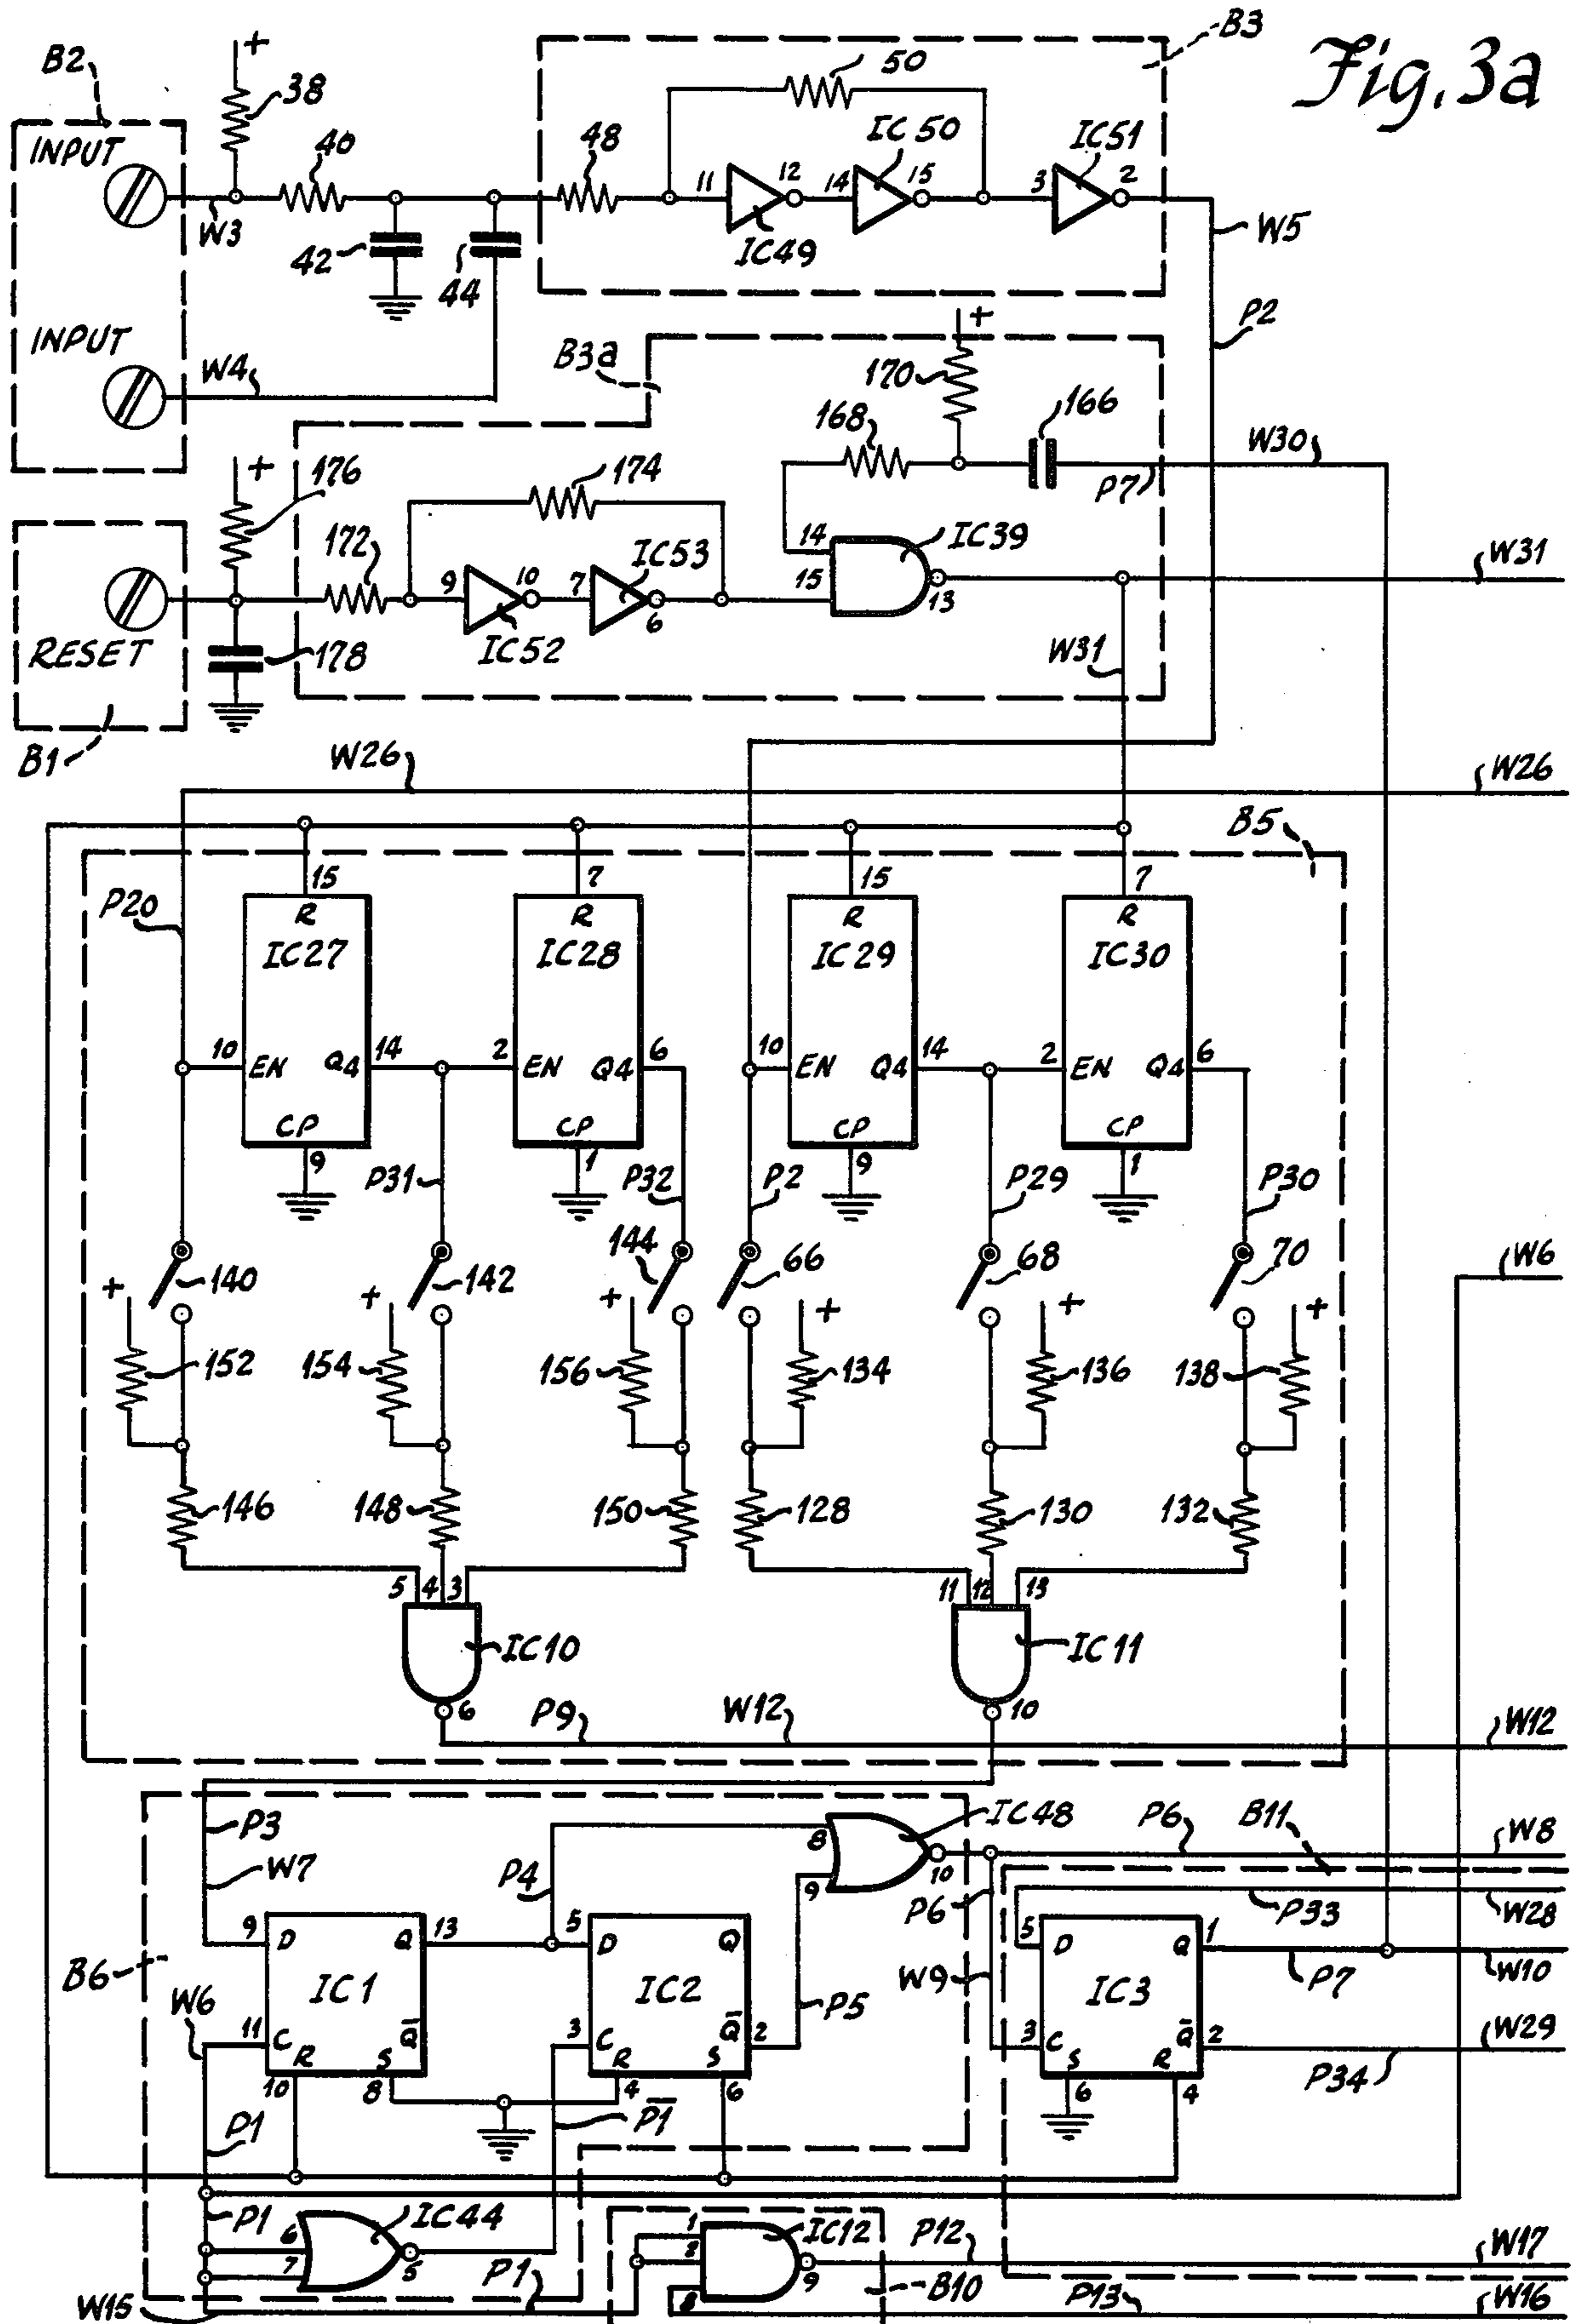 Fig. 3a
B2
+
38
B3
50
INPUT
40
48
IC50
IC51
11
12
14
15
3
2
W3
42
44
IC49
W5
INPUT
W4
B3a
+
170
P2
168
166
W30
P7
+
176
174
172
IC53
14
IC39
W31
9
10
7
6
15
13
IC52
RESET
178
W31
B1
W26
W26
B5
P20
15
7
15
7
R
R
R
R
IC27
IC28
IC29
IC30
10
EN
Q4
14
2
EN
Q4
6
10
EN
Q4
14
2
EN
Q4
6
CP
CP
CP
CP
9
1
9
1
P31
P32
P2
P29
P30
140
142
144
66
68
70
W6
+
+
+
+
+
+
152
154
156
134
136
138
146
148
150
128
130
132
5
4
3
11
12
13
IC10
IC11
6
10
P9
W12
W12
P3
IC48
P6
B11
W8
W7
P4
8
9
10
P6
P33
W28
9
D
Q
13
5
D
Q
5
D
Q
1
B6
IC1
IC2
P5
W9
IC3
P7
W10
W6
11
C
Q̅
3
C
Q̅
2
3
C
Q̅
2
W29
R
S
R
S
S
R
10
8
4
6
6
4
P34
P1
P̅1̅
P1
6
7
IC44
5
1
2
8
IC12
9
P12
W17
W15
P1
B10
P13
W16